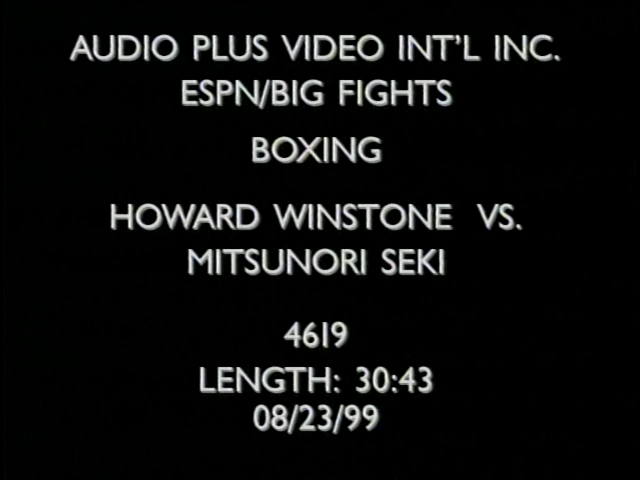 AUDIO PLUS VIDEO INT'L INC.
ESPN/BIG FIGHTS
BOXING
HOWARD WINSTONE VS.
MITSUNORI SEKI
4619
LENGTH: 30:43
08/23/99